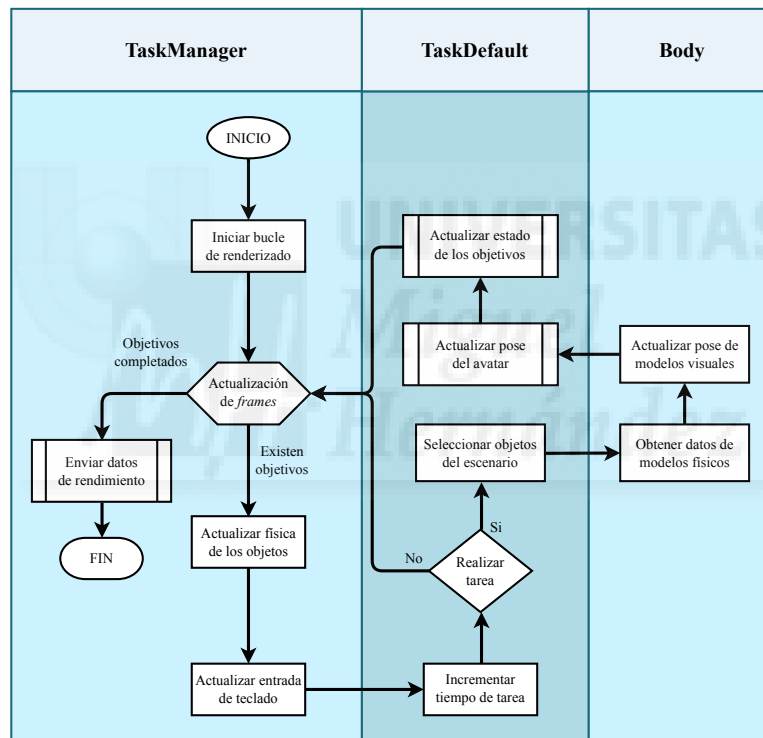 TaskManager
TaskDefault
Body
INICIO
Iniciar bucle
de renderizado
Actualizar estado
de los objetivos
Objetivos
completados
Actualizar pose
del avatar
Actualizar pose de
modelos visuales
Actualización
de frames
Enviar datos
de rendimiento
Existen
objetivos
Seleccionar objetos
del escenario
Obtener datos de
modelos físicos
FIN
Actualizar física
de los objetos
No
Si
Realizar
tarea
Actualizar entrada
de teclado
Incrementar
tiempo de tarea
UNIVERSITAS
Miguel
Hernández